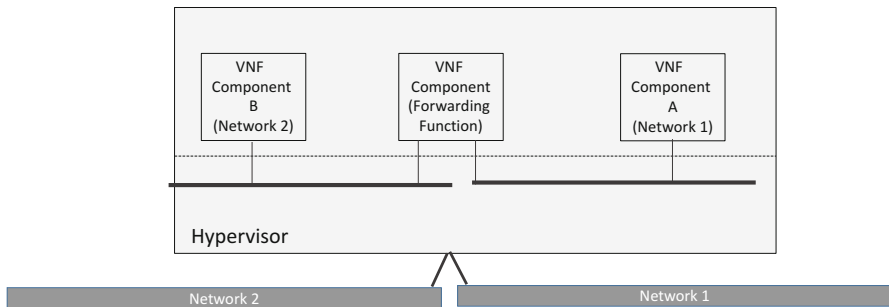 VNF
Component
B
(Network 2)
VNF
Component
(Forwarding
Function)
VNF
Component
A
(Network 1)
Hypervisor
Network 2
Network 1